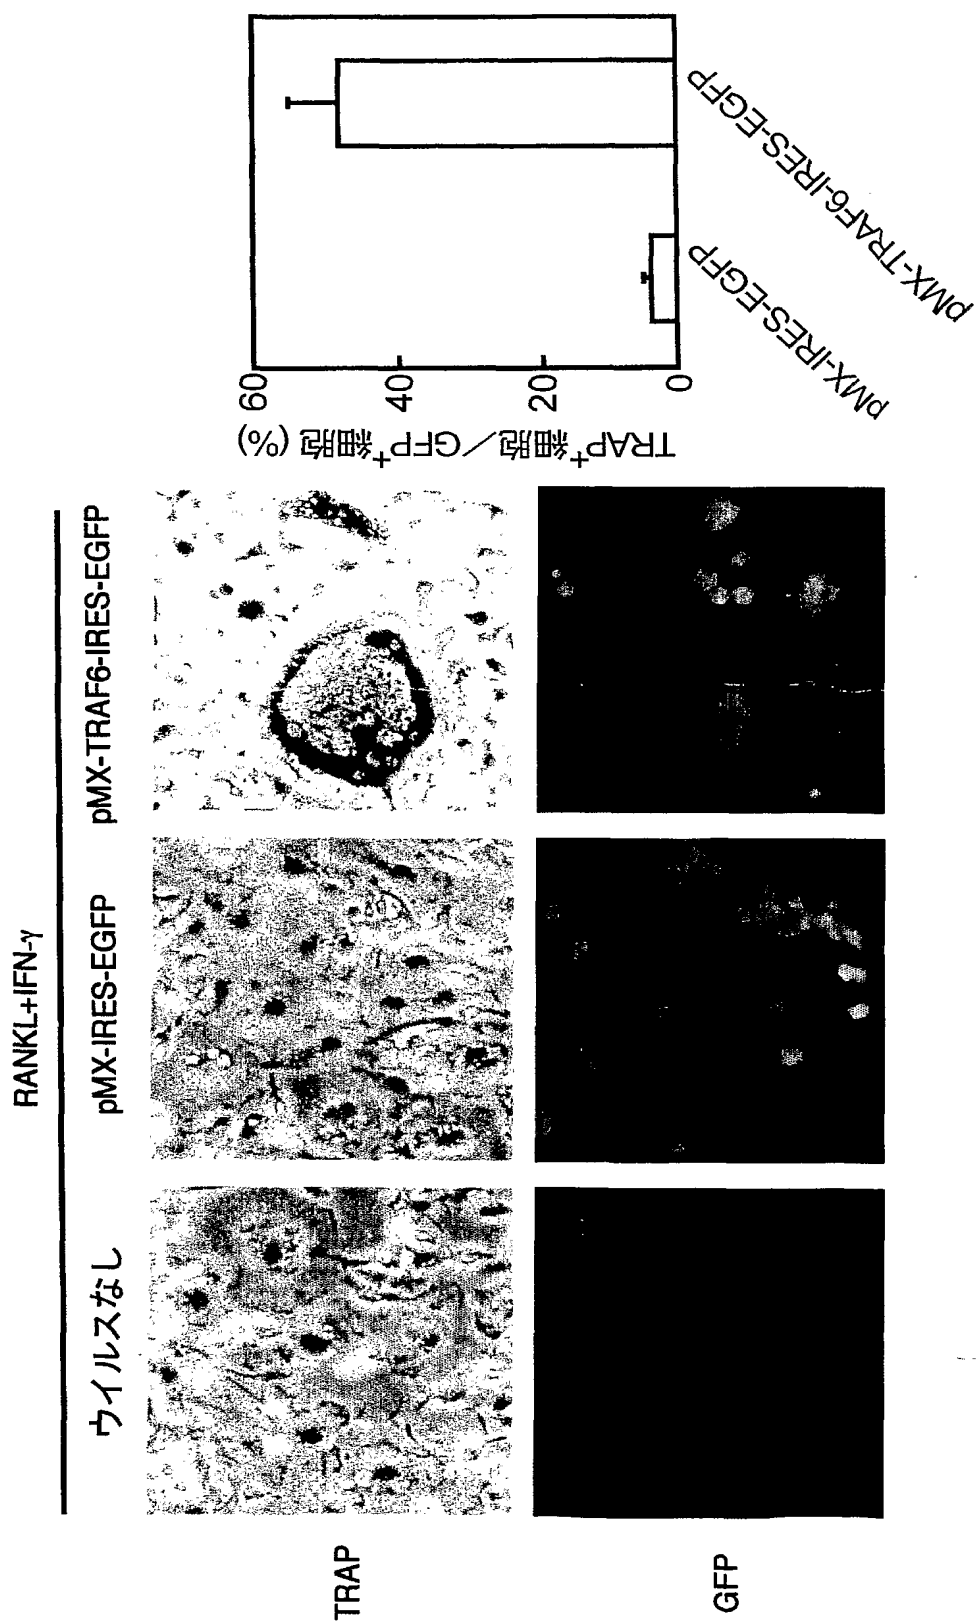 RANKL+IFN-γ
ウイルスなし
pMX-IRES-EGFP
pMX-TRAF6-IRES-EGFP
TRAP
GFP
TRAP⁺細胞／GFP⁺細胞 (%)
60
40
20
0
pMX-IRES-EGFP
pMX-TRAF6-IRES-EGFP